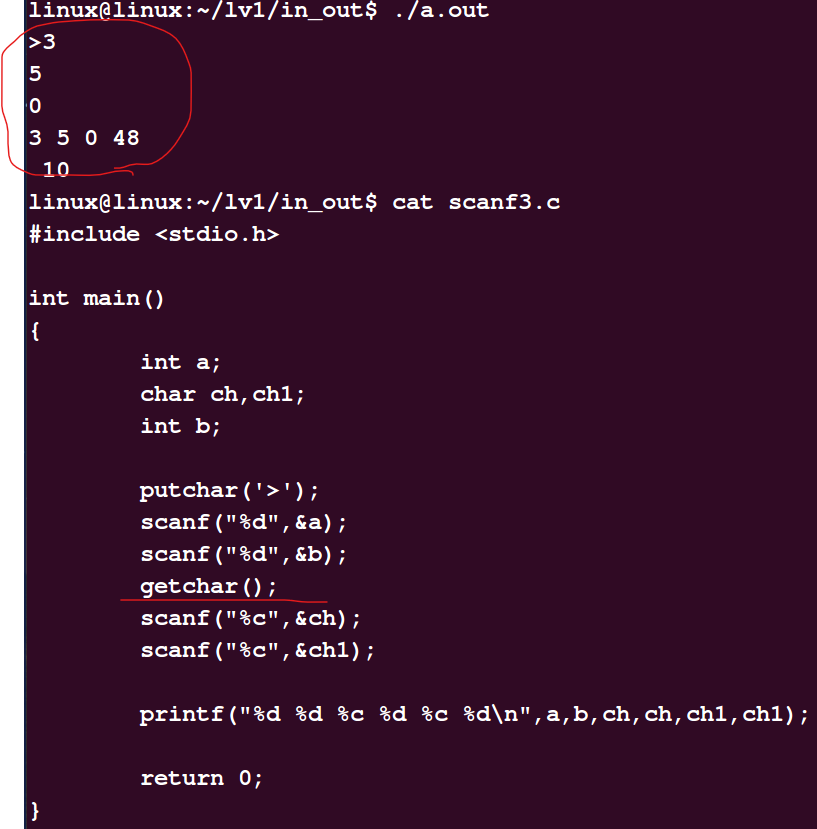 linux@linux:~/lv1/in_out$ ./a.out
>3
5
0
3 5 0 48
 10
linux@linux:~/lv1/in_out$ cat scanf3.c
#include <stdio.h>

int main()
{
        int a;
        char ch,ch1;
        int b;

        putchar('>');
        scanf("%d",&a);
        scanf("%d",&b);
        getchar();
        scanf("%c",&ch);
        scanf("%c",&ch1);

        printf("%d %d %c %d %c %d\n",a,b,ch,ch,ch1,ch1);

        return 0;
}